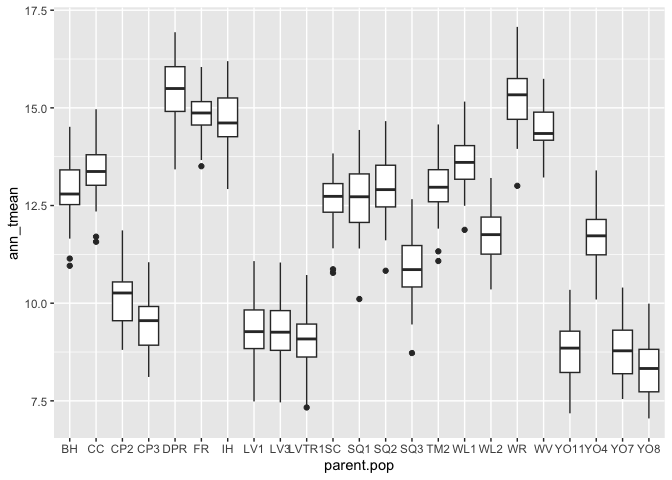 17.5
15.0
12.5
10.0
7.5
ann_tmean
BH CC CP2 CP3 DPR FR IH LV1 LV3 LVTR1 SC SQ1 SQ2 SQ3 TM2 WL1 WL2 WR WV YO11 YO4 YO7 YO8
parent.pop